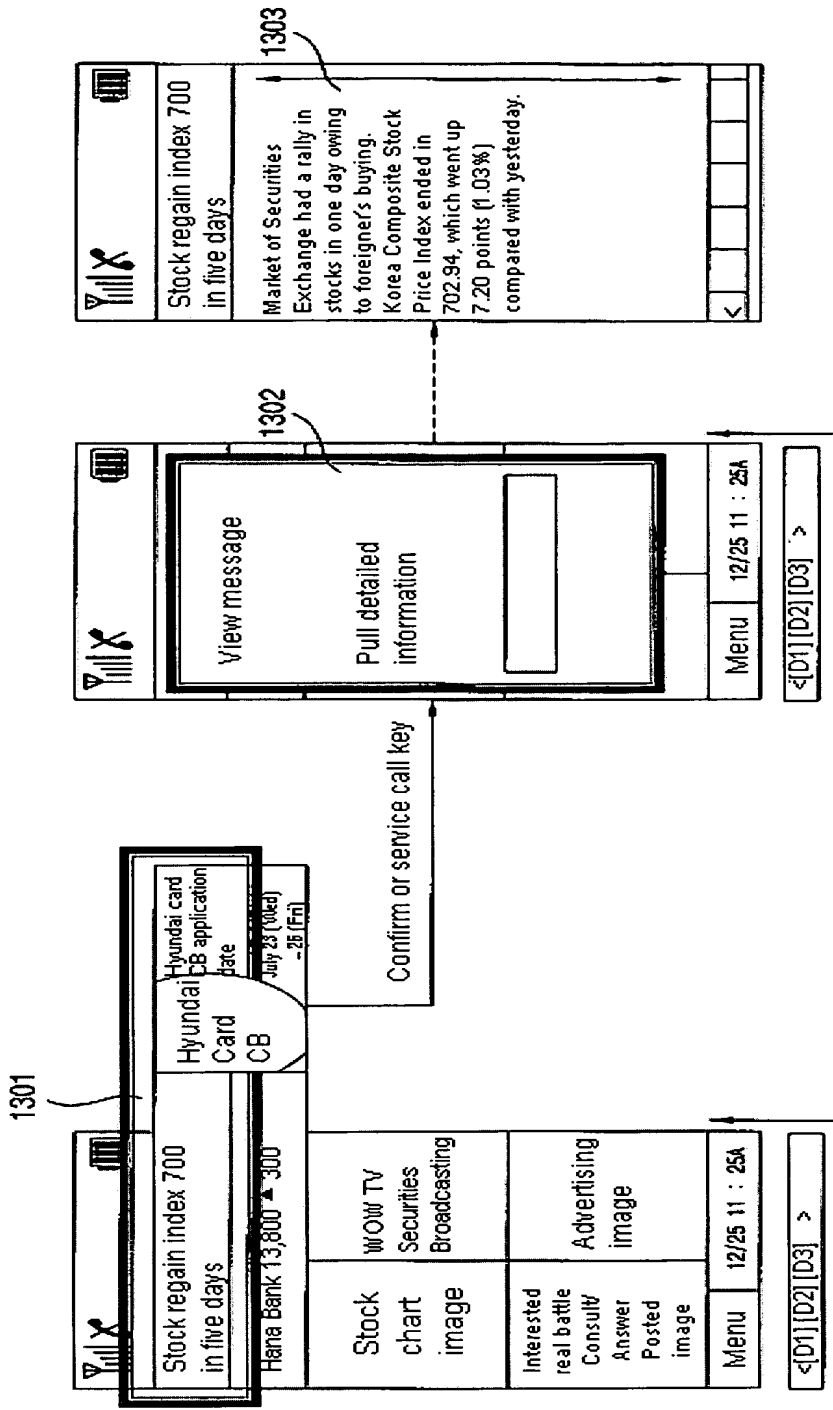 1301
Stock regain index 700
in five days
Hyundai
Card
CB
Hyundai card
CB application
date
Hana Bank 13,800 ▲ 300
July 23 (Wed)
- 25 (Fri)
Stock
chart
image
WOW TV
Securities
Broadcasting
Interested
real battle
Consult/
Answer
Posted
image
Advertising
image
Menu
12/25 11 : 25A
<[D1][D2][D3] >
Confirm or service call key
1302
View message
Pull detailed
information
Menu
12/25 11 : 25A
<[D1][D2][D3] >
1303
Stock regain index 700
in five days
Market of Securities
Exchange had a rally in
stocks in one day owing
to foreigner's buying.
Korea Composite Stock
Price Index ended in
702.94, which went up
7.20 points (1.03%)
compared with yesterday.
<